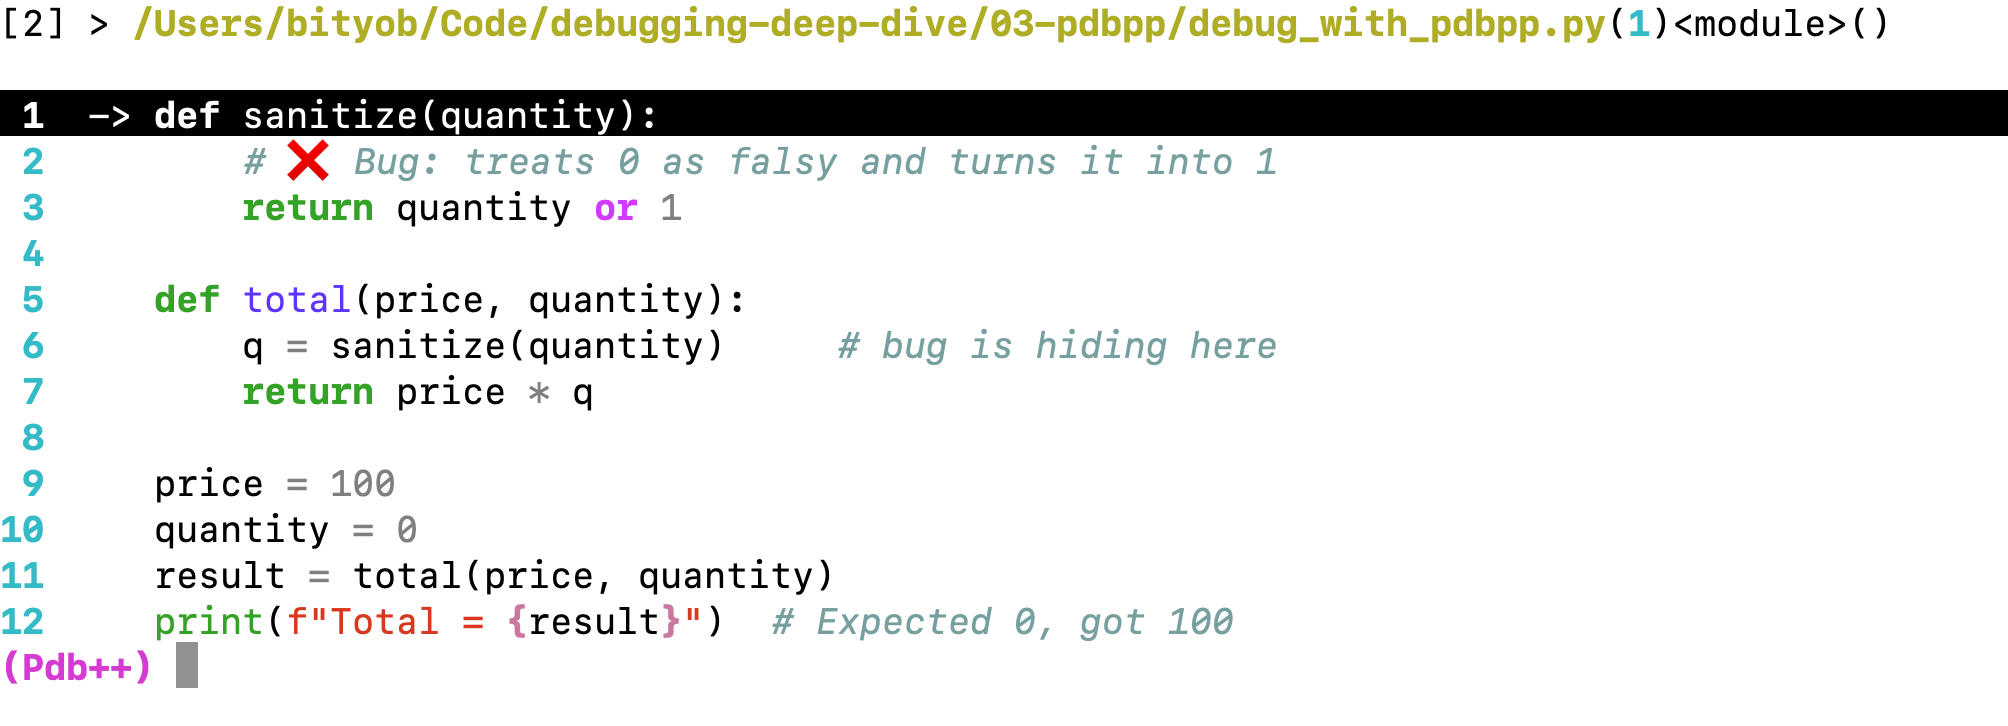 [2] > /Users/bityob/Code/debugging-deep-dive/03-pdbpp/debug_with_pdbpp.py(1)<module>()
1  -> def sanitize(quantity):
2         # ❌ Bug: treats 0 as falsy and turns it into 1
3         return quantity or 1
4
5     def total(price, quantity):
6         q = sanitize(quantity)     # bug is hiding here
7         return price * q
8
9     price = 100
10     quantity = 0
11     result = total(price, quantity)
12     print(f"Total = {result}")  # Expected 0, got 100
(Pdb++)